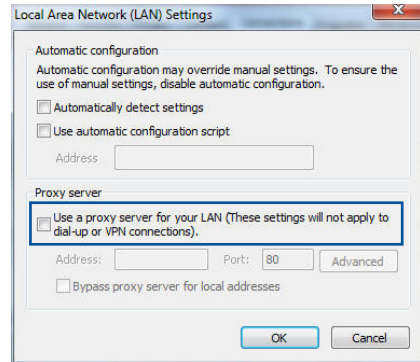 Local Area Network (LAN) Settings
Automatic configuration
Automatic configuration may override manual settings. To ensure the
use of manual settings, disable automatic configuration.
Automatically detect settings
Use automatic configuration script
Address
Proxy server
Use a proxy server for your LAN (These settings will not apply to
dial-up or VPN connections).
Address: Port: 80 Advanced
Bypass proxy server for local addresses
OK Cancel